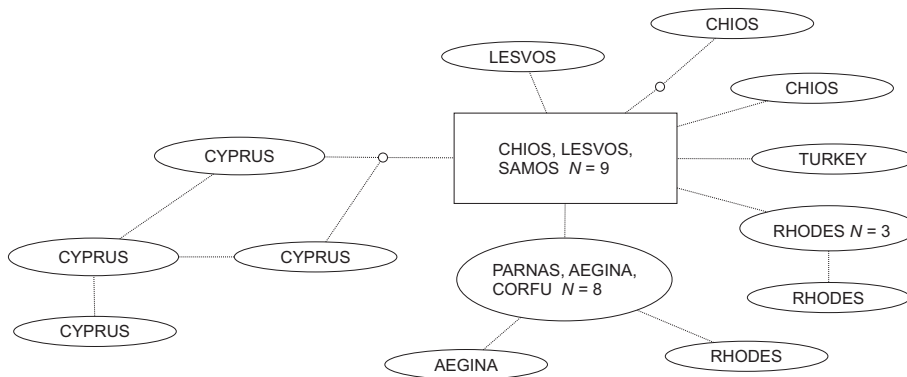 CHIOS
LESVOS
CHIOS
CHIOS, LESVOS,
SAMOS N = 9
CYPRUS
TURKEY
RHODES N = 3
CYPRUS
CYPRUS
PARNAS, AEGINA,
CORFU N = 8
RHODES
CYPRUS
RHODES
AEGINA